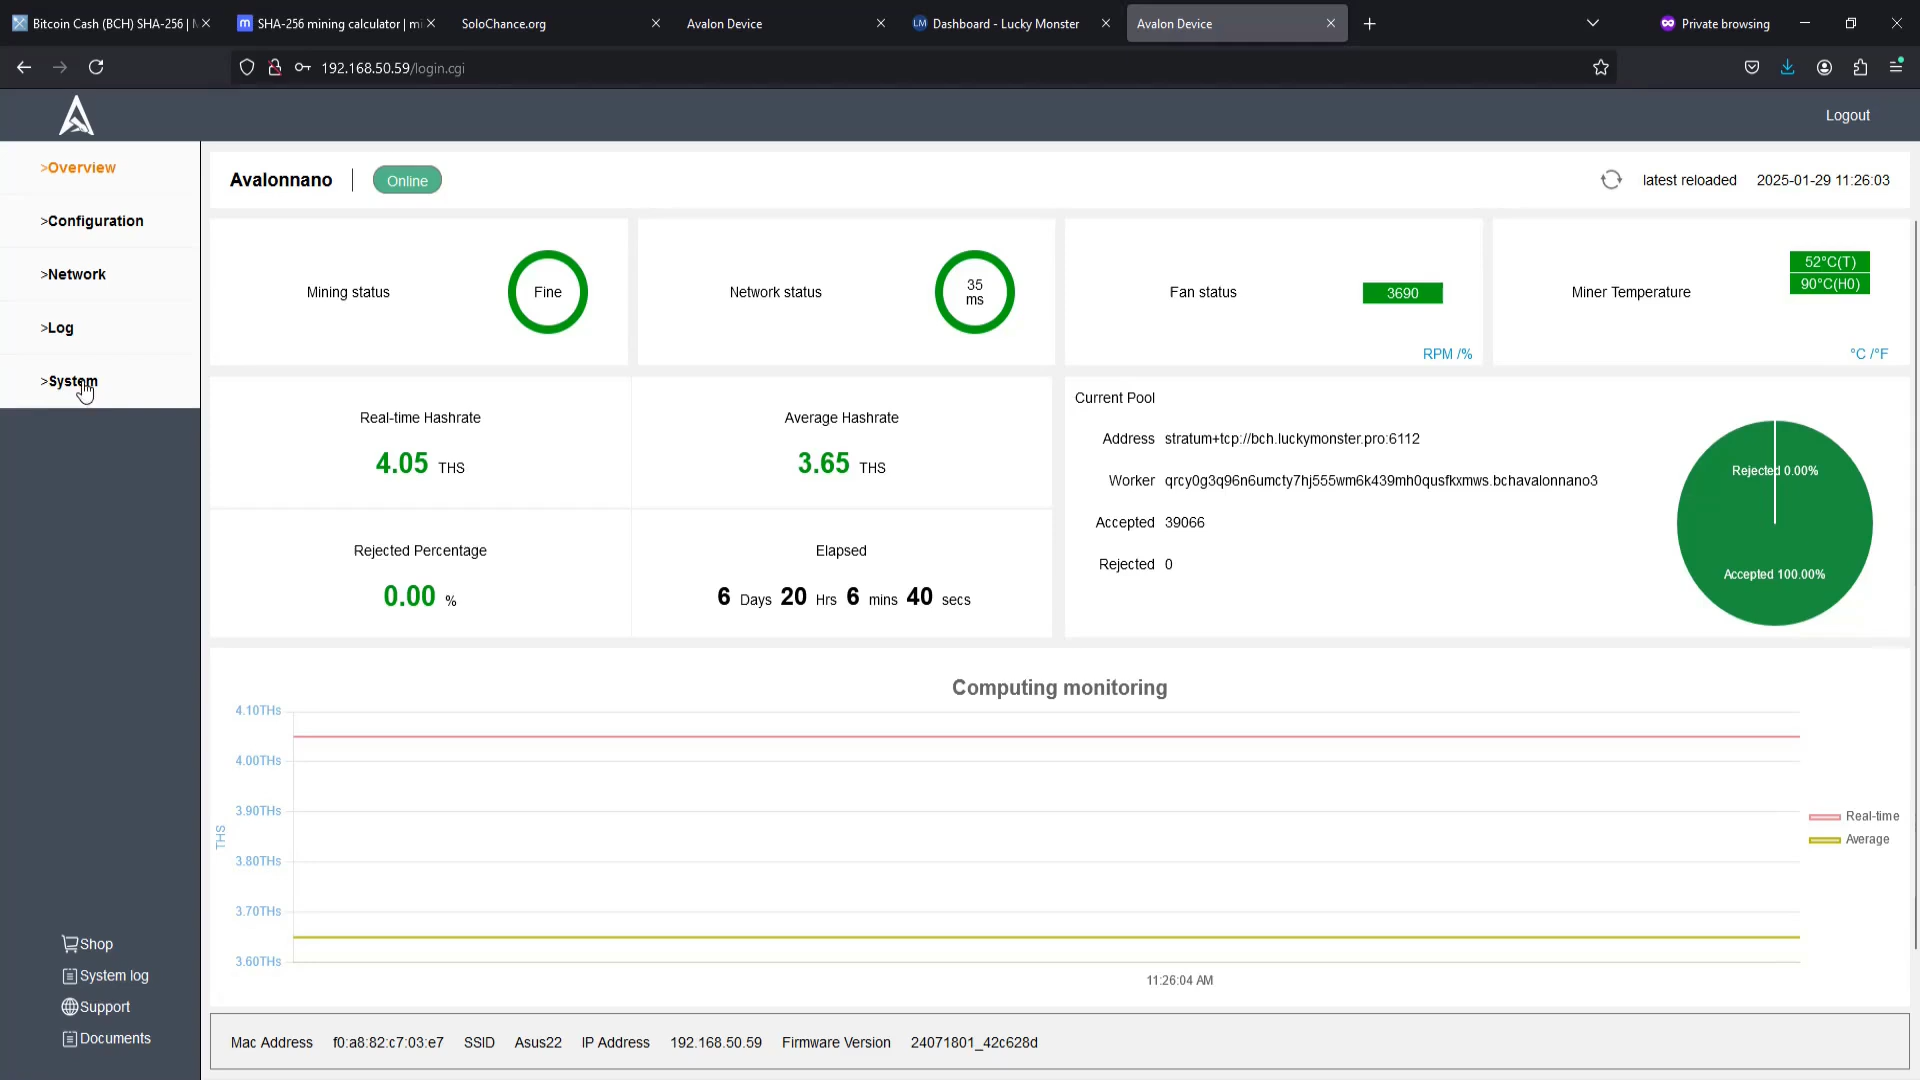 Bitcoin Cash (BCH) SHA-256 |
SHA-256 mining calculator | mi
SoloChance.org
Avalon Device
LM Dashboard - Lucky Monster
Avalon Device
Private browsing
192.168.50.59/login.cgi
Logout
>Overview
>Configuration
>Network
>Log
>System
Avalonnano
Online
latest reloaded 2025-01-29 11:26:03
Mining status
Fine
Network status
35
ms
Fan status
3690
RPM /%
Miner Temperature
52°C(T)
90°C(H0)
°C /°F
Real-time Hashrate
4.05 THS
Average Hashrate
3.65 THS
Rejected Percentage
0.00 %
Elapsed
6 Days 20 Hrs 6 mins 40 secs
Current Pool
Address stratum+tcp://bch.luckymonster.pro:6112
Worker qrcy0g3q96n6umcty7hj555wm6k439mh0qusfkxmws.bchavalonnano3
Accepted 39066
Rejected 0
Rejected 0.00%
Accepted 100.00%
Computing monitoring
4.10THs
4.00THs
3.90THs
3.80THs
3.70THs
3.60THs
THS
11:26:04 AM
Real-time
Average
Shop
System log
Support
Documents
Mac Address f0:a8:82:c7:03:e7 SSID Asus22 IP Address 192.168.50.59 Firmware Version 24071801_42c628d